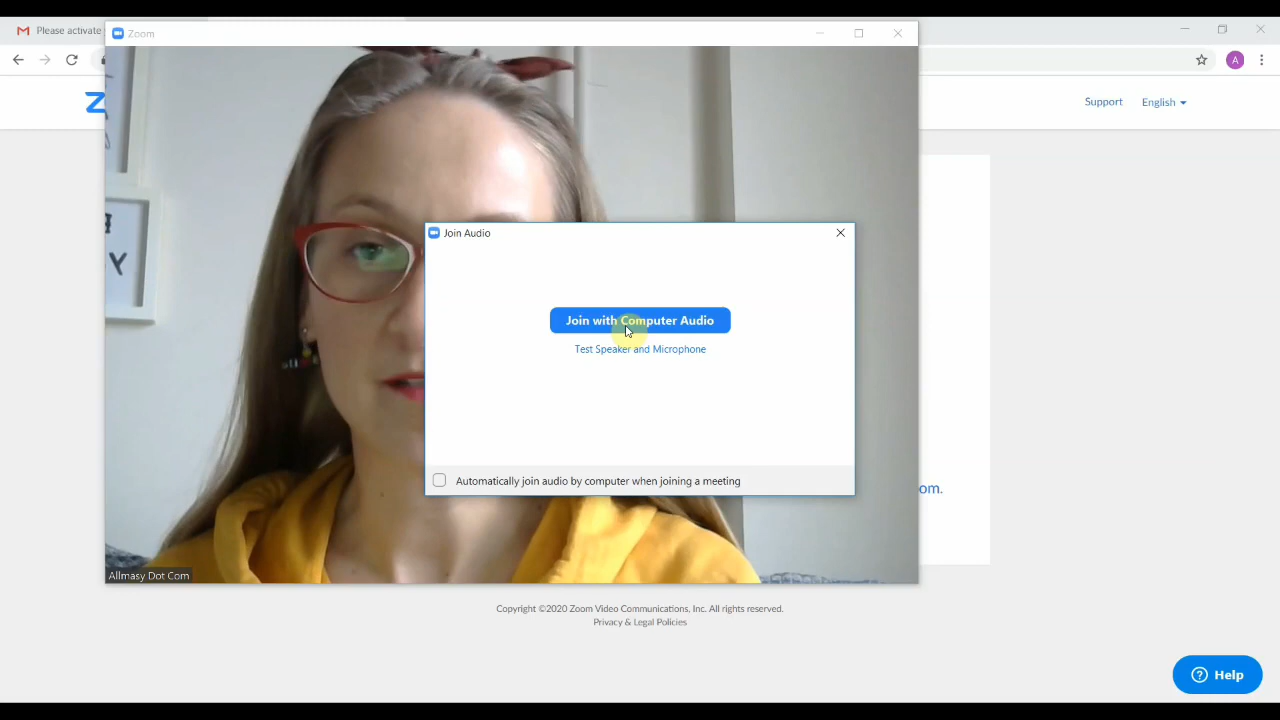 Please activate
Zoom
Support
English
Join Audio
Join with Computer Audio
Test Speaker and Microphone
Automatically join audio by computer when joining a meeting
om.
Allmasy Dot Com
Copyright ©2020 Zoom Video Communications, Inc. All rights reserved.
Privacy & Legal Policies
Help
A